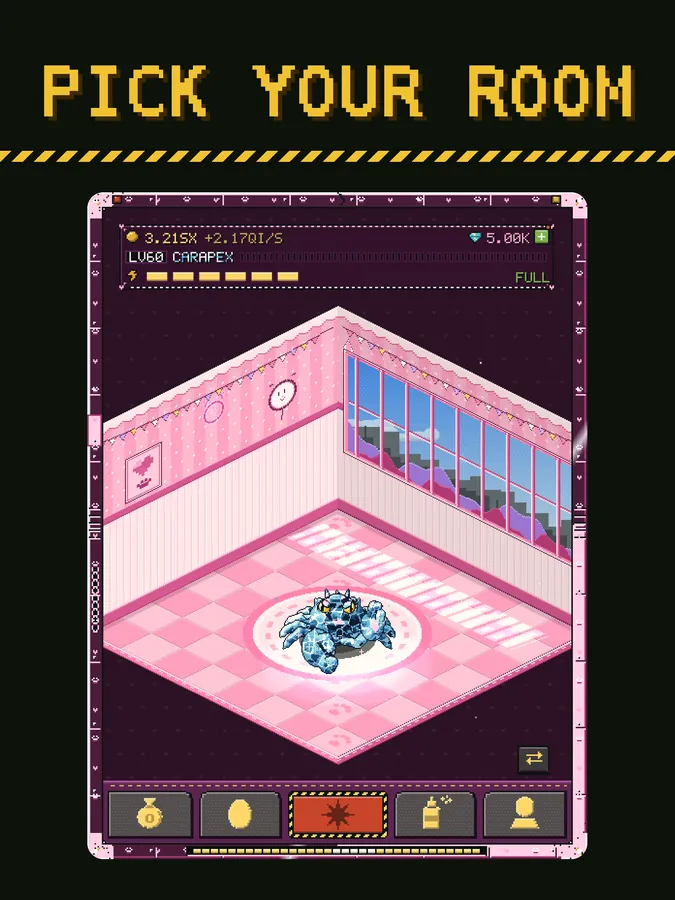 PICK YOUR ROOM
3.21SX +2.17QI/S
5.00K
LV60 CARAPEX
FULL